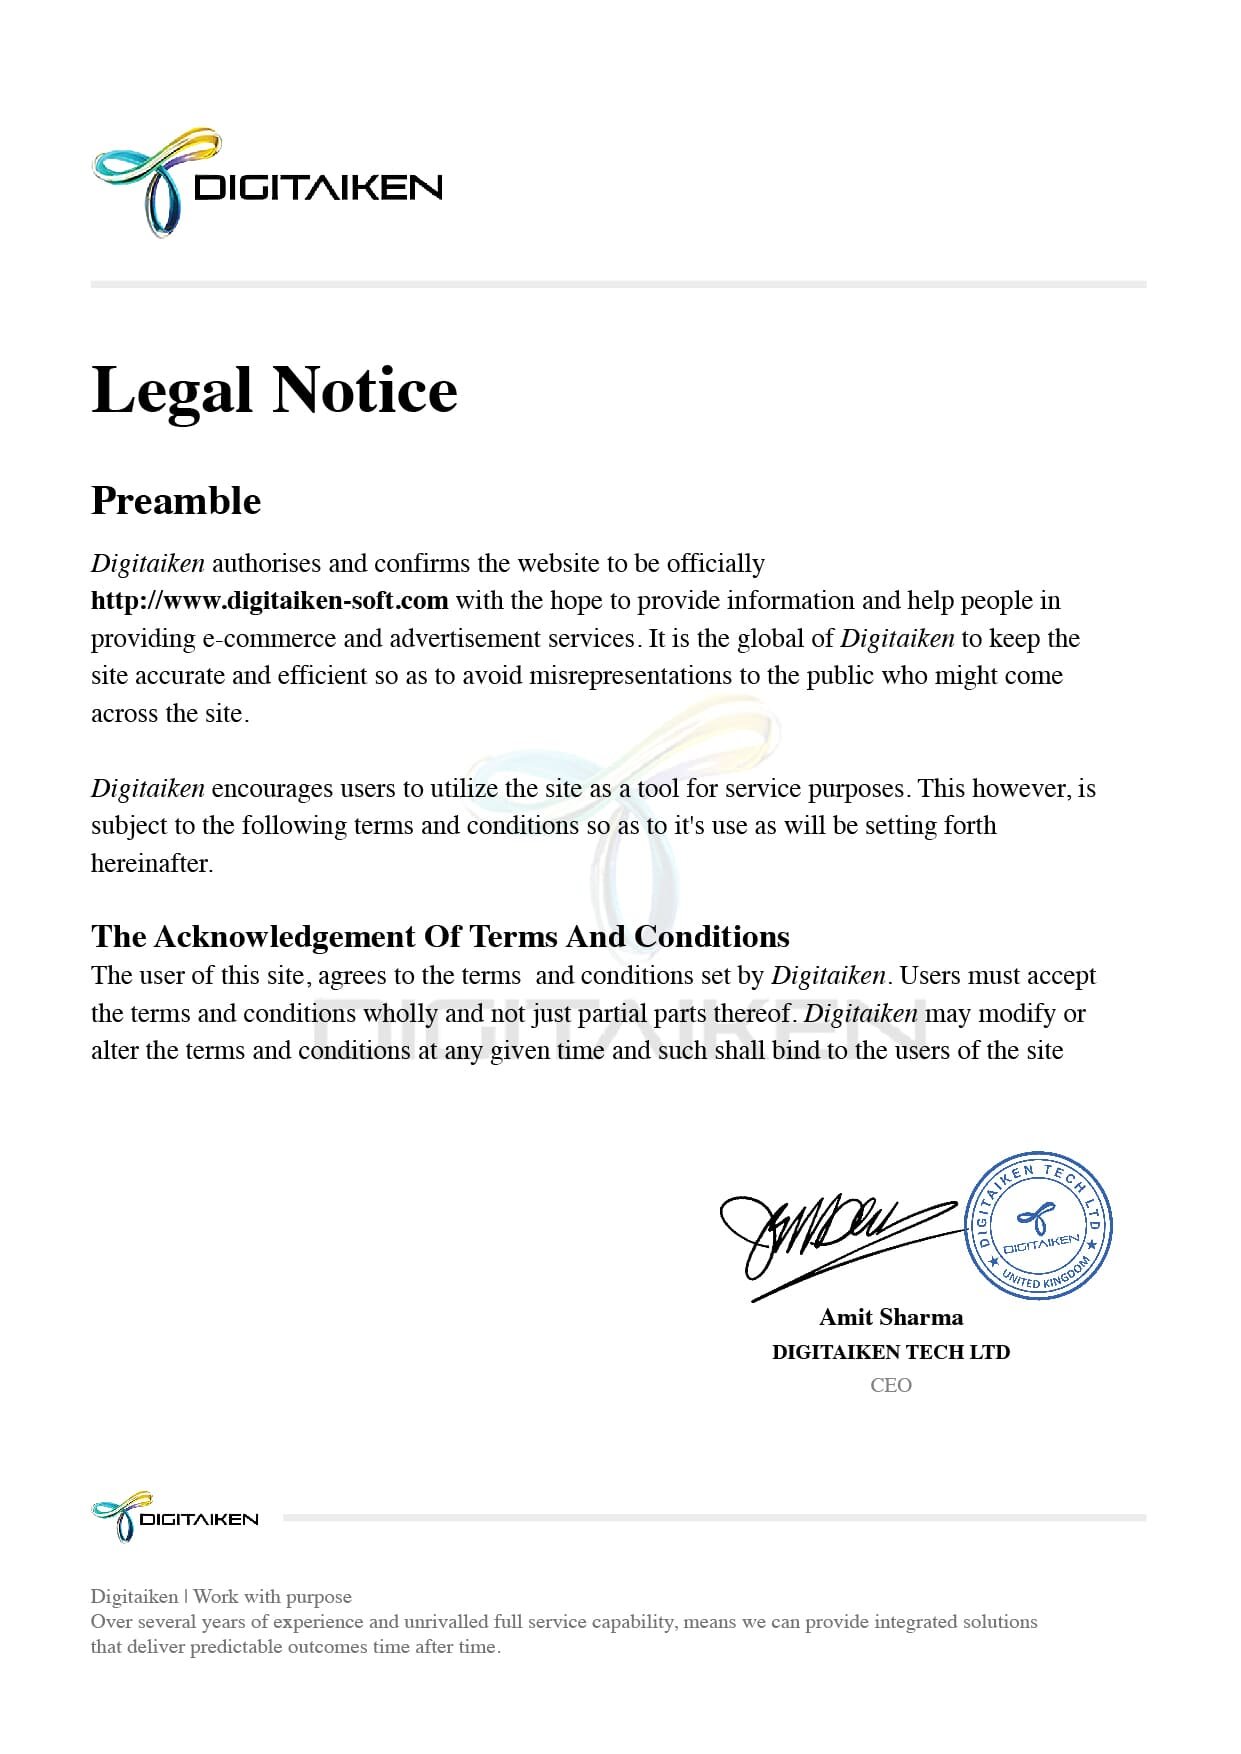 DIGITAIKEN
Legal Notice
Preamble
Digitaiken authorises and confirms the website to be officially
http://www.digitaiken-soft.com with the hope to provide information and help people in
providing e-commerce and advertisement services. It is the global of Digitaiken to keep the
site accurate and efficient so as to avoid misrepresentations to the public who might come
across the site.
Digitaiken encourages users to utilize the site as a tool for service purposes. This however, is
subject to the following terms and conditions so as to it's use as will be setting forth
hereinafter.
The Acknowledgement Of Terms And Conditions
The user of this site, agrees to the terms  and conditions set by Digitaiken. Users must accept
the terms and conditions wholly and not just partial parts thereof. Digitaiken may modify or
alter the terms and conditions at any given time and such shall bind to the users of the site
DIGITAIKEN
DIGITAIKEN TECH LTD
DIGITAIKEN
UNITED KINGDOM
Amit Sharma
DIGITAIKEN TECH LTD
CEO
DIGITAIKEN
Digitaiken | Work with purpose
Over several years of experience and unrivalled full service capability, means we can provide integrated solutions
that deliver predictable outcomes time after time.